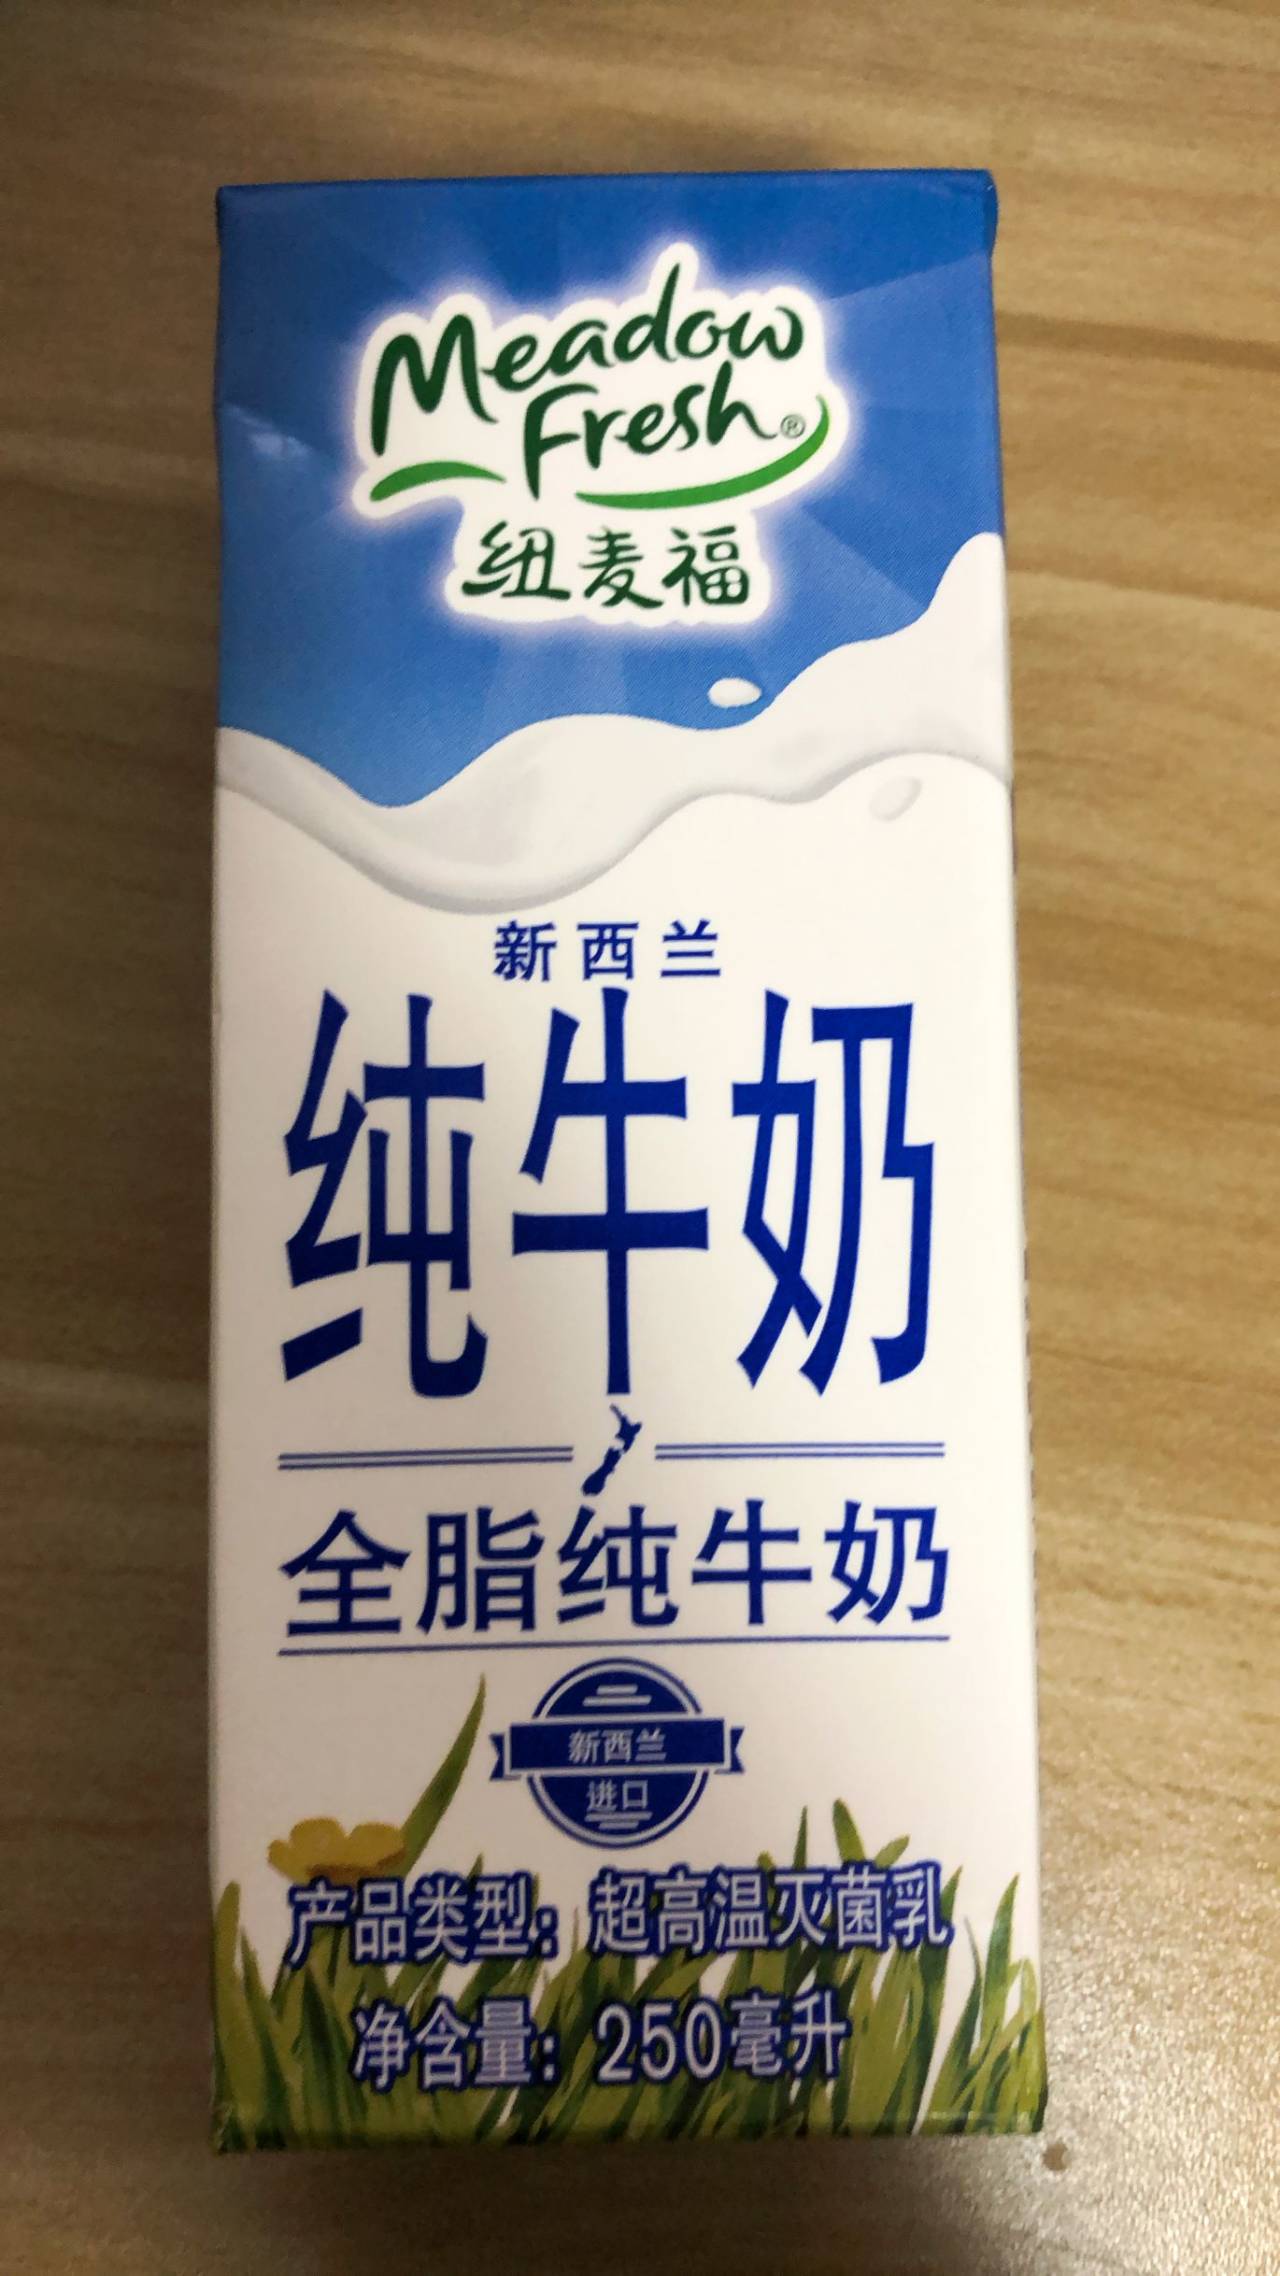 Meadow
Fresh®
纽麦福
新西兰
纯牛奶
全脂纯牛奶
新西兰
进口
产品类型：超高温灭菌乳
净含量：250毫升